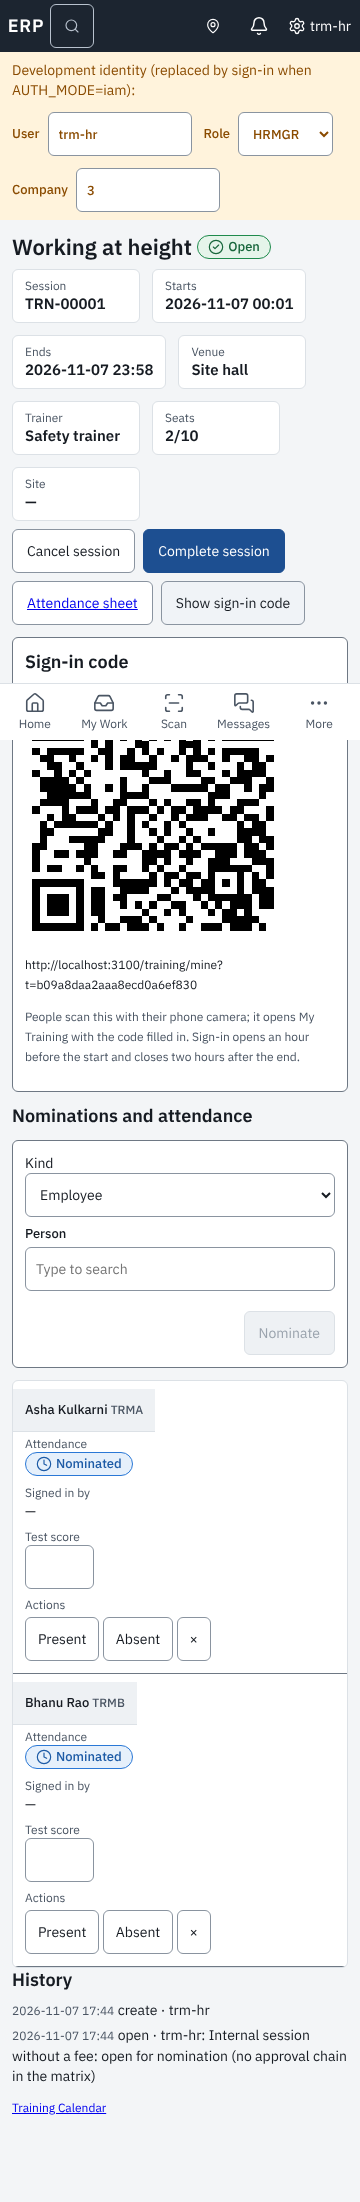 ERP
trm-hr
Development identity (replaced by sign-in when
AUTH_MODE=iam):
User trm-hr Role HRMGR
Company 3
Working at height Open
Session
TRN-00001
Starts
2026-11-07 00:01
Ends
2026-11-07 23:58
Venue
Site hall
Trainer
Safety trainer
Seats
2/10
Site
—
Cancel session Complete session
Attendance sheet Show sign-in code
Sign-in code
Home My Work Scan Messages More
http://localhost:3100/training/mine?
t=b09a8daa2aaa8ecd0a6ef830
People scan this with their phone camera; it opens My
Training with the code filled in. Sign-in opens an hour
before the start and closes two hours after the end.
Nominations and attendance
Kind
Employee
Person
Type to search
Nominate
Asha Kulkarni TRMA
Attendance
Nominated
Signed in by
—
Test score
Actions
Present Absent ×
Bhanu Rao TRMB
Attendance
Nominated
Signed in by
—
Test score
Actions
Present Absent ×
History
2026-11-07 17:44 create · trm-hr
2026-11-07 17:44 open · trm-hr: Internal session
without a fee: open for nomination (no approval chain
in the matrix)
Training Calendar